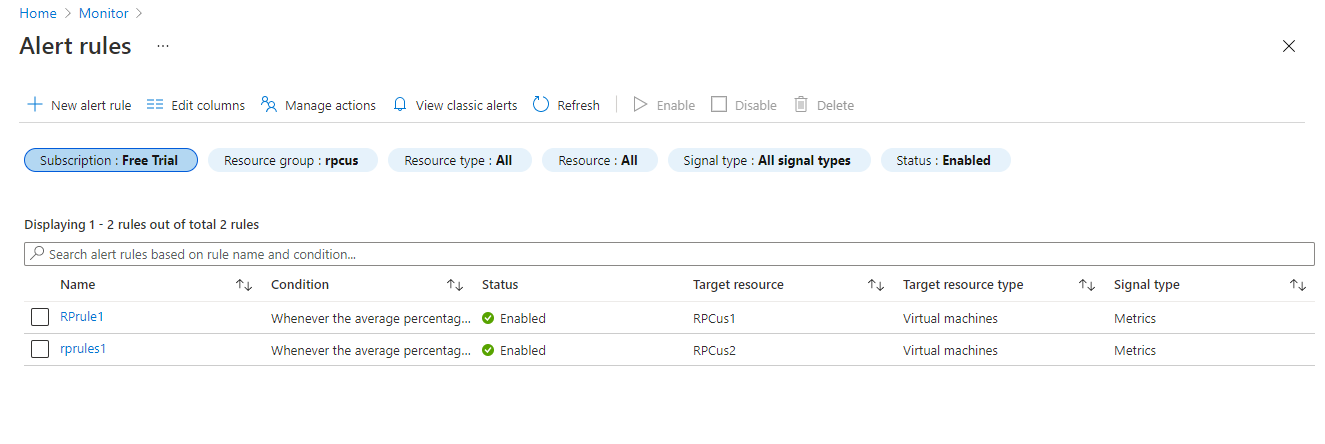 Home > Monitor >
Alert rules ...
New alert rule Edit columns Manage actions View classic alerts Refresh Enable Disable Delete
Subscription : Free Trial Resource group : rpcus Resource type : All Resource : All Signal type : All signal types Status : Enabled
Displaying 1 - 2 rules out of total 2 rules
Search alert rules based on rule name and condition...
Name Condition Status Target resource Target resource type Signal type
RPrule1 Whenever the average percentag... Enabled RPCus1 Virtual machines Metrics
rprules1 Whenever the average percentag... Enabled RPCus2 Virtual machines Metrics